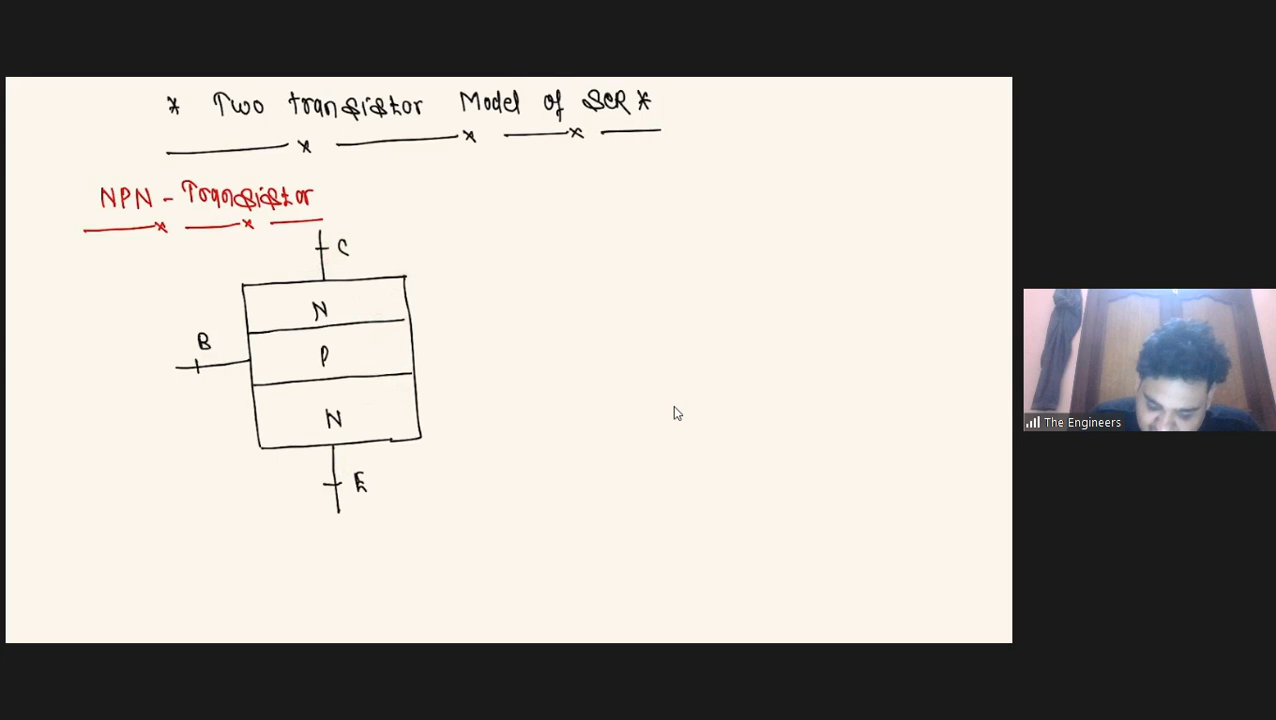 * Two transistor Model of SCR *
NPN - Transistor
C
N
B
P
N
E
The Engineers